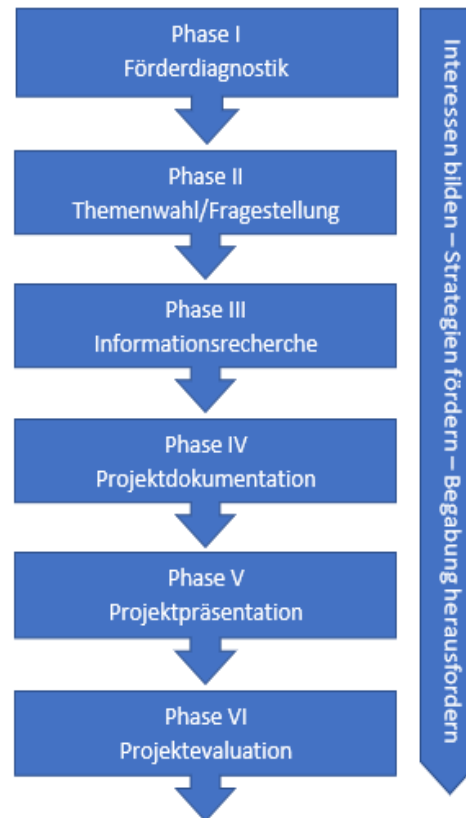 Phase I
Förderdiagnostik
Phase II
Themenwahl/Fragestellung
Phase III
Informationsrecherche
Phase IV
Projektdokumentation
Phase V
Projektpräsentation
Phase VI
Projektevaluation
Interessen bilden – Strategien fördern – Begabung herausfordern